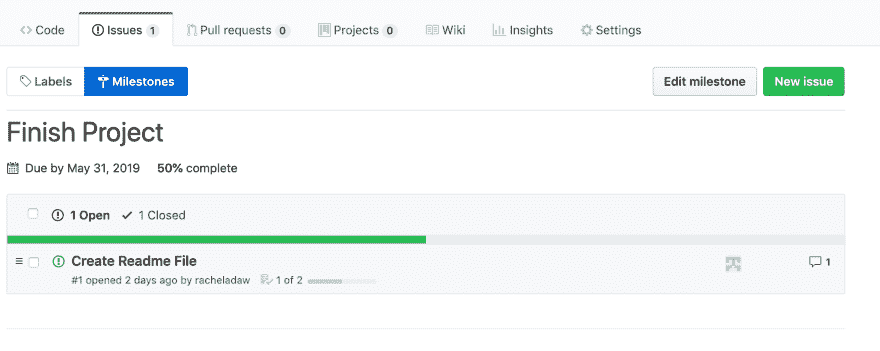 Code Issues 1 Pull requests 0 Projects 0 Wiki Insights Settings
Labels Milestones Edit milestone New issue
Finish Project
Due by May 31, 2019 50% complete
1 Open 1 Closed
Create Readme File 1
#1 opened 2 days ago by racheladaw 1 of 2